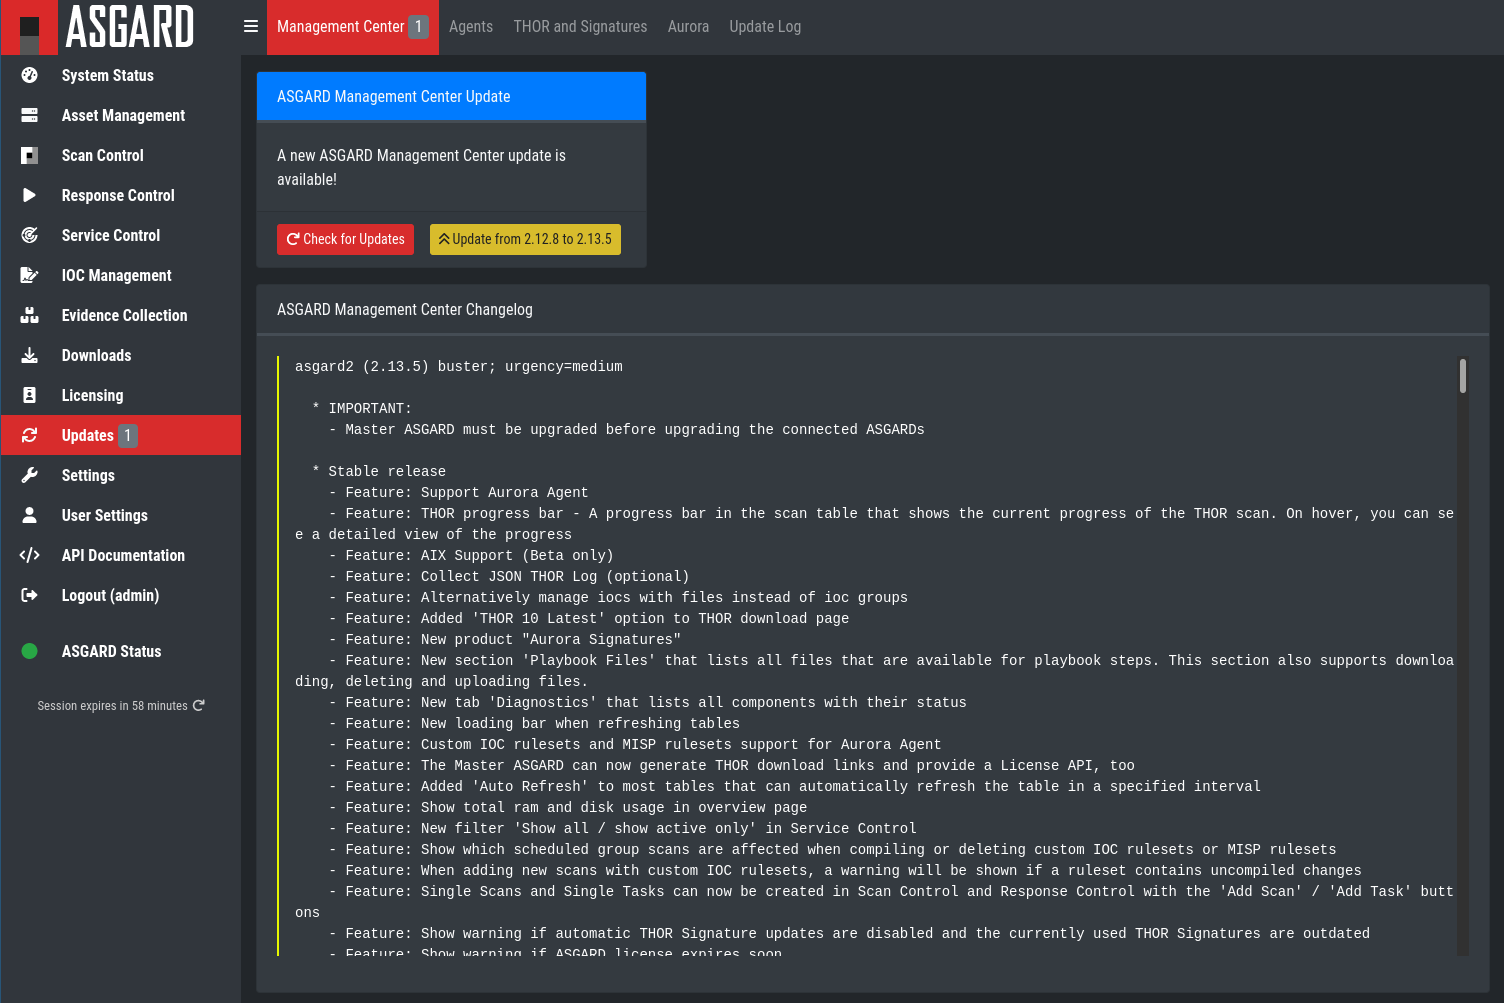 ASGARD
Management Center 1
Agents
THOR and Signatures
Aurora
Update Log
System Status
Asset Management
Scan Control
Response Control
Service Control
IOC Management
Evidence Collection
Downloads
Licensing
Updates 1
Settings
User Settings
API Documentation
Logout (admin)
ASGARD Status
Session expires in 58 minutes
ASGARD Management Center Update
A new ASGARD Management Center update is
available!
Check for Updates
Update from 2.12.8 to 2.13.5
ASGARD Management Center Changelog
asgard2 (2.13.5) buster; urgency=medium
* IMPORTANT:
- Master ASGARD must be upgraded before upgrading the connected ASGARDs
* Stable release
- Feature: Support Aurora Agent
- Feature: THOR progress bar - A progress bar in the scan table that shows the current progress of the THOR scan. On hover, you can se
e a detailed view of the progress
- Feature: AIX Support (Beta only)
- Feature: Collect JSON THOR Log (optional)
- Feature: Alternatively manage iocs with files instead of ioc groups
- Feature: Added 'THOR 10 Latest' option to THOR download page
- Feature: New product "Aurora Signatures"
- Feature: New section 'Playbook Files' that lists all files that are available for playbook steps. This section also supports downloa
ding, deleting and uploading files.
- Feature: New tab 'Diagnostics' that lists all components with their status
- Feature: New loading bar when refreshing tables
- Feature: Custom IOC rulesets and MISP rulesets support for Aurora Agent
- Feature: The Master ASGARD can now generate THOR download links and provide a License API, too
- Feature: Added 'Auto Refresh' to most tables that can automatically refresh the table in a specified interval
- Feature: Show total ram and disk usage in overview page
- Feature: New filter 'Show all / show active only' in Service Control
- Feature: Show which scheduled group scans are affected when compiling or deleting custom IOC rulesets or MISP rulesets
- Feature: When adding new scans with custom IOC rulesets, a warning will be shown if a ruleset contains uncompiled changes
- Feature: Single Scans and Single Tasks can now be created in Scan Control and Response Control with the 'Add Scan' / 'Add Task' butt
ons
- Feature: Show warning if automatic THOR Signature updates are disabled and the currently used THOR Signatures are outdated
- Feature: Show warning if ASGARD license expires soon